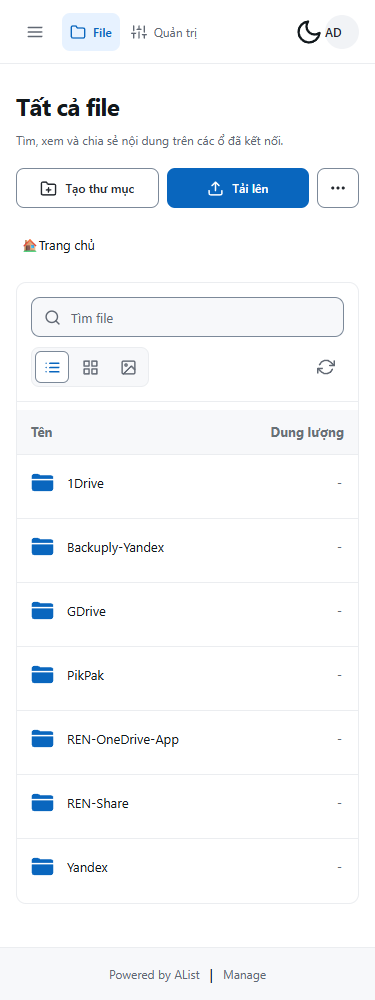 File
Quản trị
AD
Tất cả file
Tìm, xem và chia sẻ nội dung trên các ổ đã kết nối.
Tạo thư mục
Tải lên
Trang chủ
Tìm file
Tên Dung lượng
1Drive -
Backuply-Yandex -
GDrive -
PikPak -
REN-OneDrive-App -
REN-Share -
Yandex -
Powered by AList | Manage